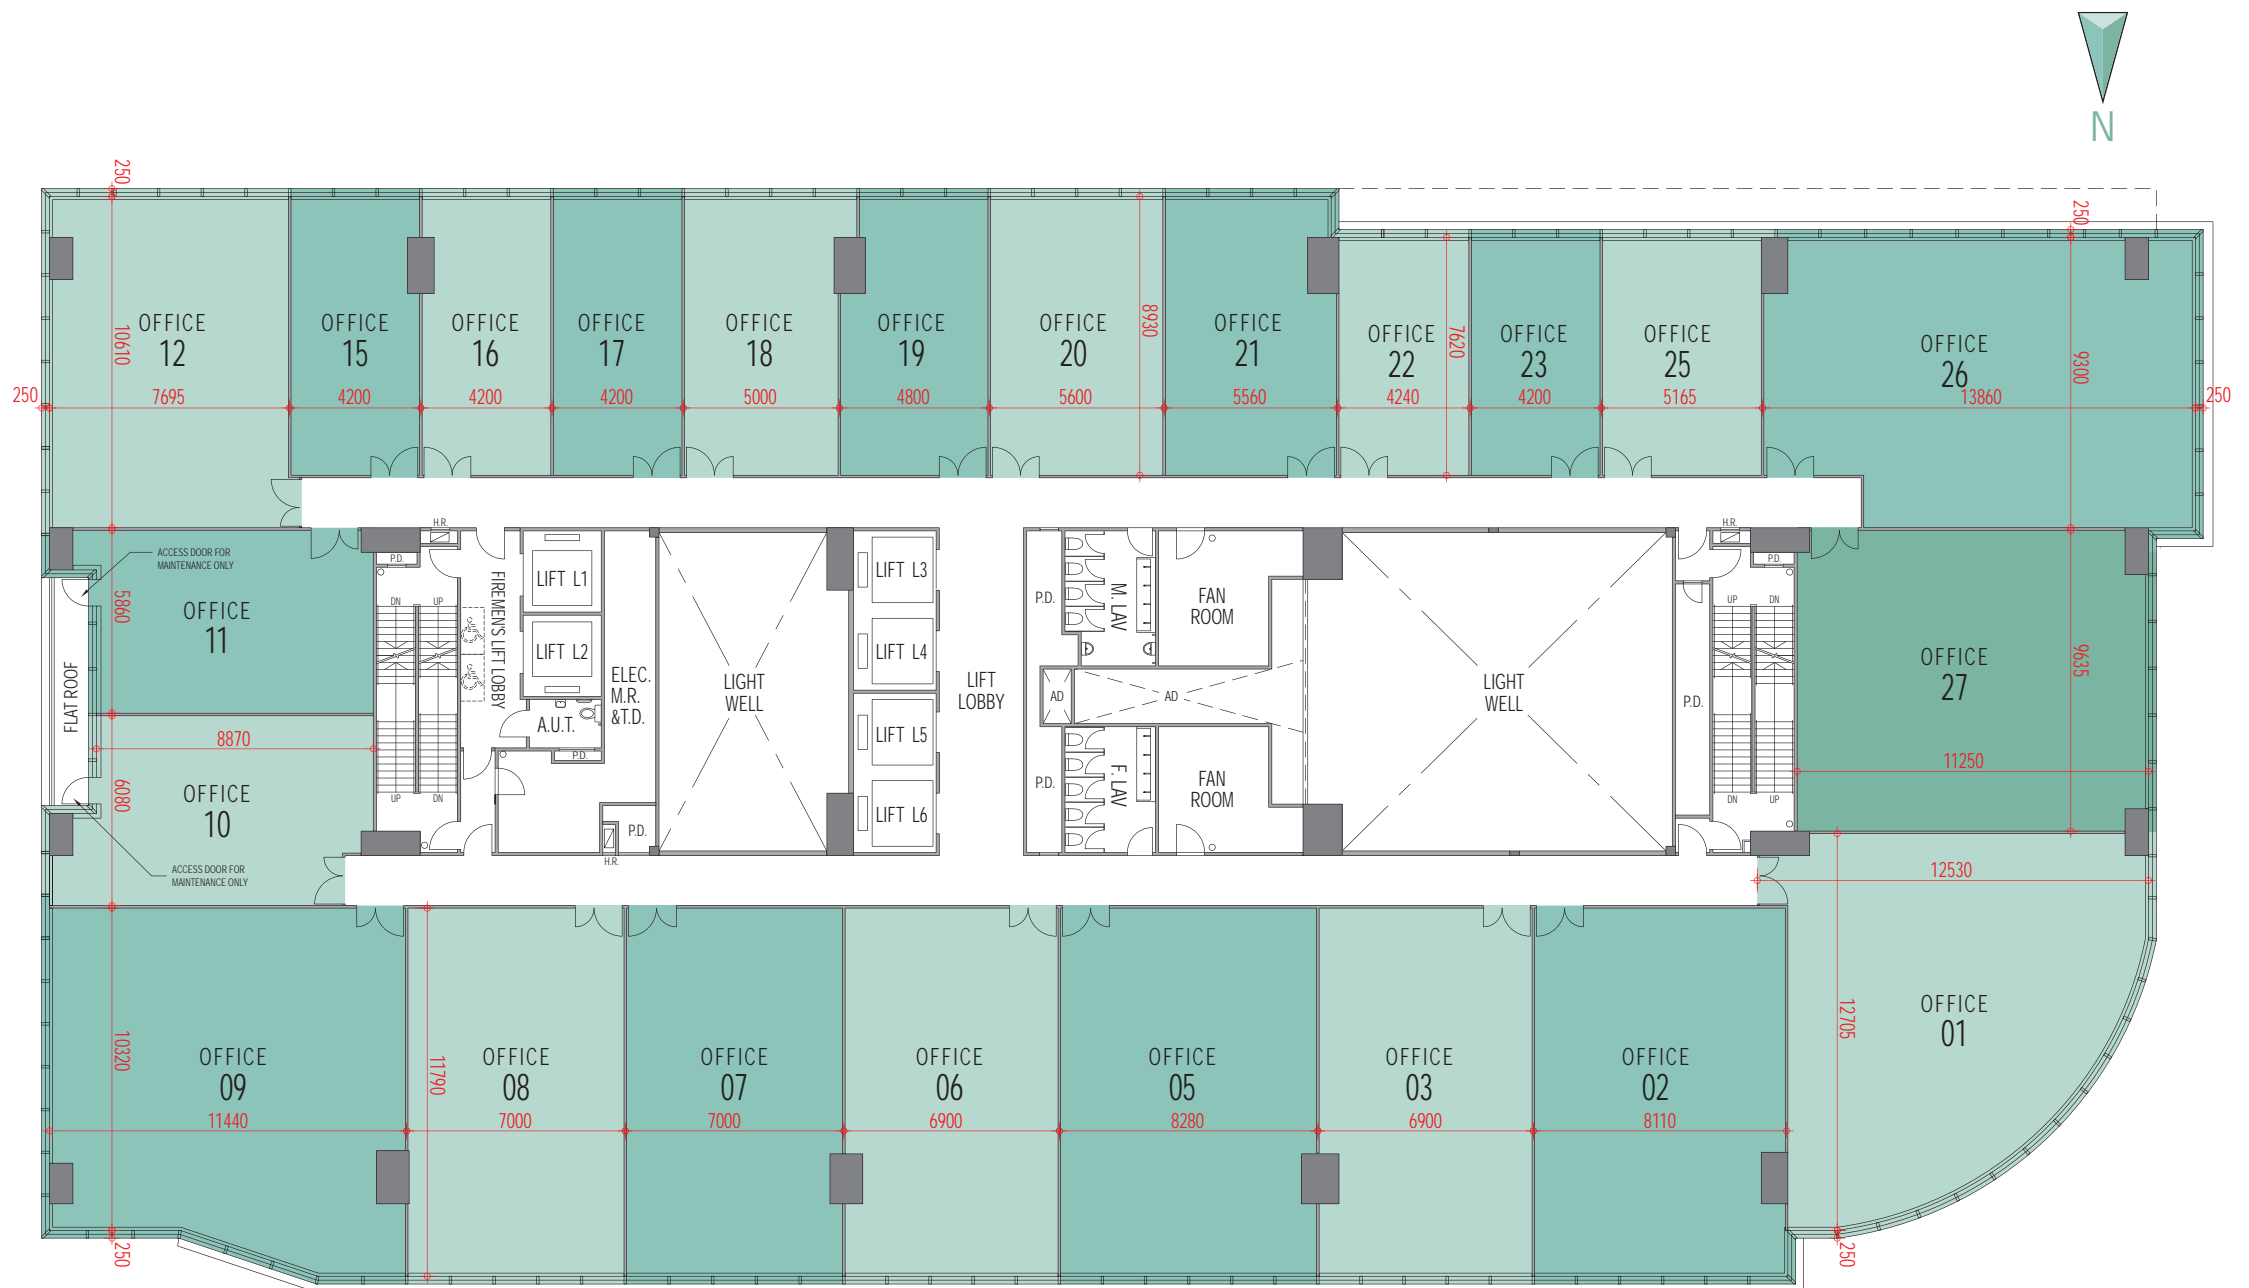 N
250
250
OFFICE
12
10610
7695
250
OFFICE
15
4200
OFFICE
16
4200
OFFICE
17
4200
OFFICE
18
5000
OFFICE
19
4800
OFFICE
20
5600
8930
OFFICE
21
5560
OFFICE
22
4240
7620
OFFICE
23
4200
OFFICE
25
5165
OFFICE
26
13860
9300
250
H.R.
H.R.
ACCESS DOOR FOR
MAINTENANCE ONLY
P.D.
P.D.
5860
OFFICE
11
FLAT ROOF
DN
UP
FIREMEN'S LIFT LOBBY
LIFT L1
LIFT L2
ELEC.
M.R.
&T.D.
A.U.T.
P.D.
LIGHT
WELL
LIFT L3
LIFT L4
LIFT L5
LIFT L6
LIFT
LOBBY
P.D.
M. LAV
FAN
ROOM
AD
AD
P.D.
F. LAV
FAN
ROOM
LIGHT
WELL
P.D.
UP
DN
OFFICE
27
9635
11250
8870
6080
OFFICE
10
UP
DN
P.D.
H.R.
DN
UP
ACCESS DOOR FOR
MAINTENANCE ONLY
12530
OFFICE
01
12705
250
OFFICE
09
10320
11440
250
OFFICE
08
11790
7000
OFFICE
07
7000
OFFICE
06
6900
OFFICE
05
8280
OFFICE
03
6900
OFFICE
02
8110